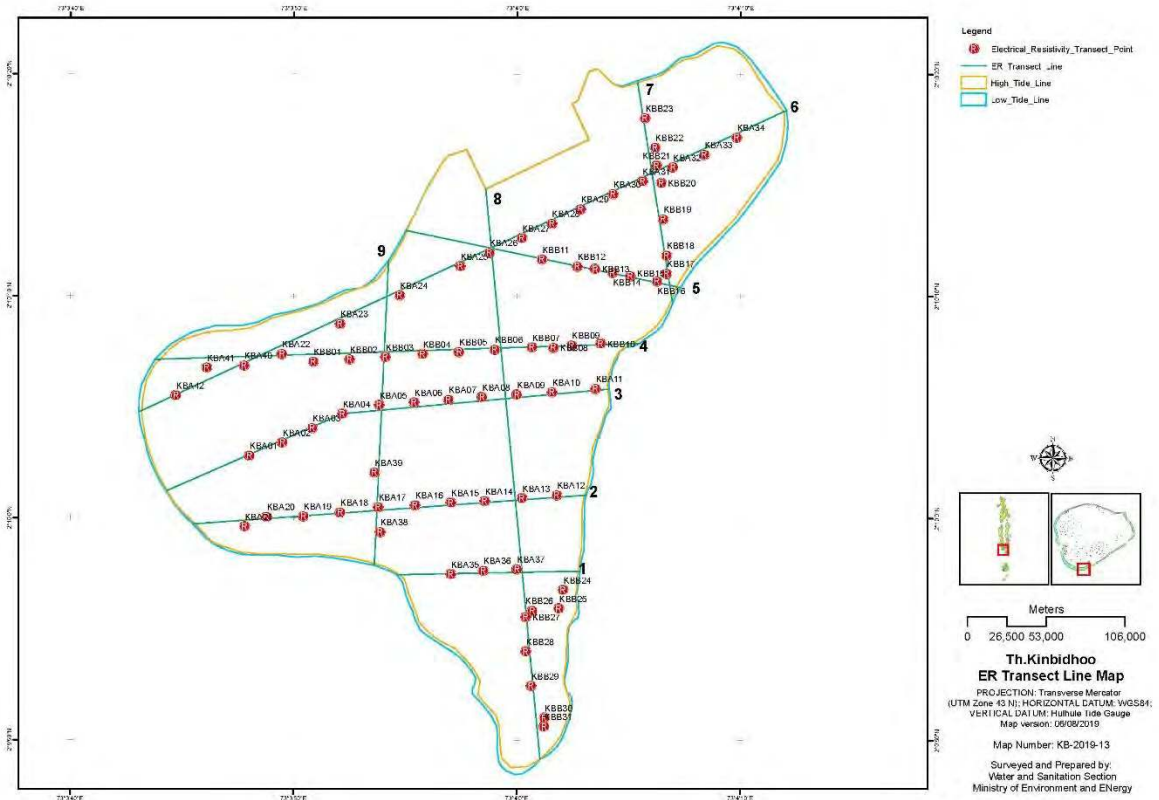 Legend
Electrical_Resistivity_Transect_Point
ER_Transect_Line
High_Tide_Line
Low_Tide_Line
7
KBB23
6
KBA34
KBB22
KBA33
KBB21
KBA32
KBA31
KBB20
KBA30
8
KBA29
KBB19
KBA28
KBA27
9
KBA26
KBB18
KBB11
KBB12
KBA25
KBB17
KBB13
KBB15
KBB14
KBB16
5
KBA24
KBA23
KBB10
4
KBB09
KBB08
KBB07
KBB06
KBB05
KBB04
KBB03
KBB02
KBB01
KBA22
KBA40
KBA41
KBA42
KBA11
3
KBA10
KBA09
KBA08
KBA07
KBA06
KBA05
KBA04
KBA03
KBA02
KBA01
KBA39
KBA12
2
KBA13
KBA14
KBA15
KBA16
KBA17
KBA18
KBA19
KBA20
KBA38
1
KBA37
KBA36
KBA35
KBB24
KBB25
KBB26
KBB27
KBB28
KBB29
KBB30
KBB31
N
W
E
S
Meters
0 26,500 53,000 106,000
Th.Kinbidhoo
ER Transect Line Map
PROJECTION: Transverse Mercator
(UTM Zone 43 N); HORIZONTAL DATUM: WGS84;
VERTICAL DATUM: Hulhule Tide Gauge
Map version: 06/08/2019
Map Number: KB-2019-13
Surveyed and Prepared by:
Water and Sanitation Section
Ministry of Environment and ENergy